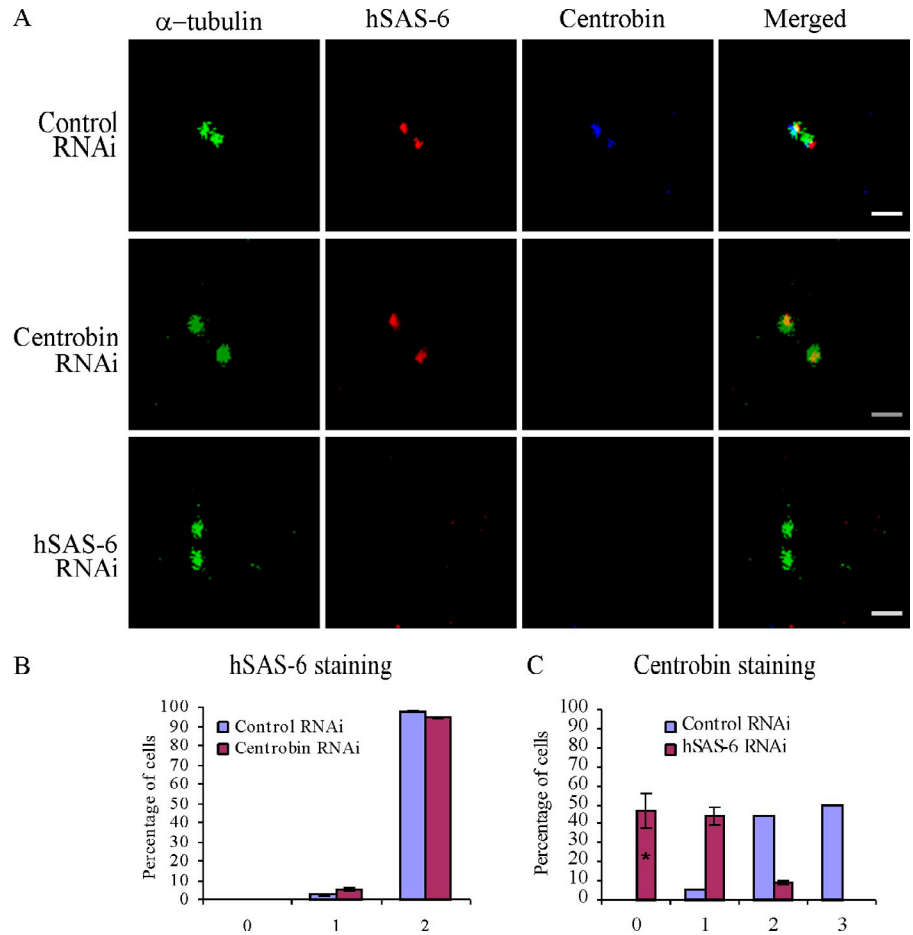 A
α–tubulin hSAS-6 Centrobin Merged
Control
RNAi
Centrobin
RNAi
hSAS-6
RNAi
B hSAS-6 staining
Percentage of cells
100
90
80
70
60
50
40
30
20
10
0
Control RNAi
Centrobin RNAi
0 1 2
C Centrobin staining
Percentage of cells
100
90
80
70
60
50
40
30
20
10
0
Control RNAi
hSAS-6 RNAi
*
0 1 2 3